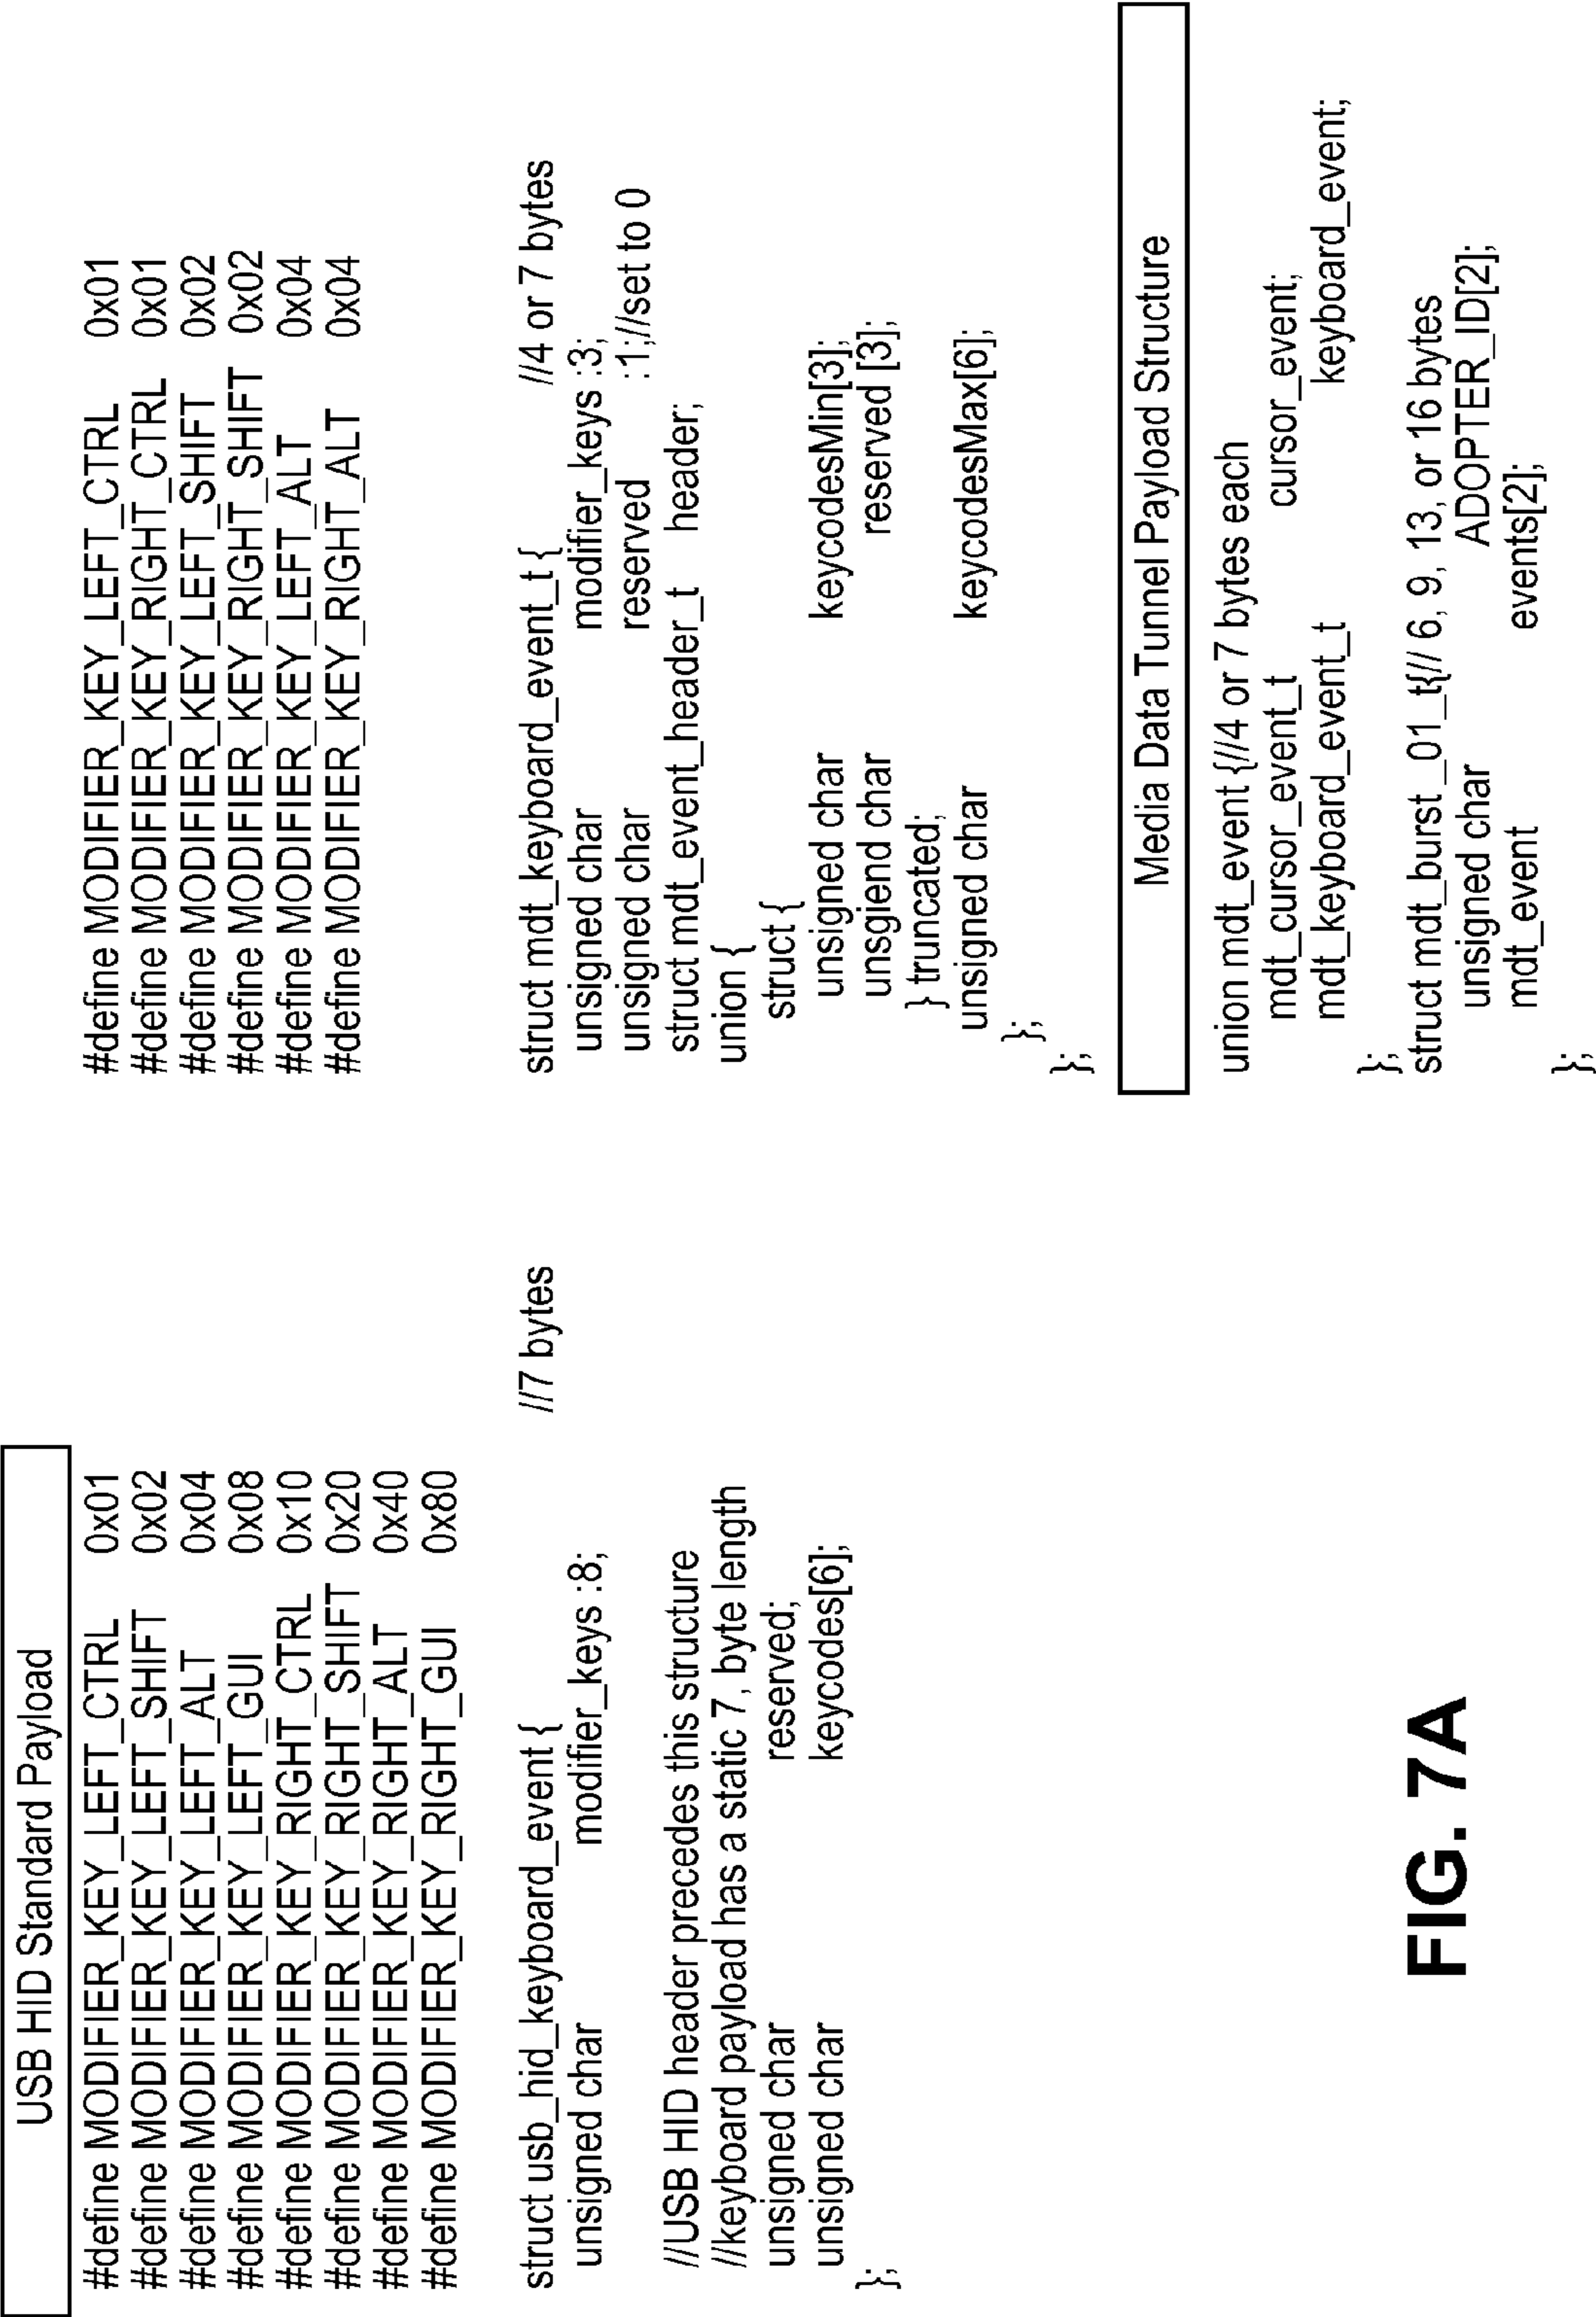 USB HID Standard Payload
#define MODIFIER_KEY_LEFT_CTRL 0x01
#define MODIFIER_KEY_LEFT_SHIFT 0x02
#define MODIFIER_KEY_LEFT_ALT 0x04
#define MODIFIER_KEY_LEFT_GUI 0x08
#define MODIFIER_KEY_RIGHT_CTRL 0x10
#define MODIFIER_KEY_RIGHT_SHIFT 0x20
#define MODIFIER_KEY_RIGHT_ALT 0x40
#define MODIFIER_KEY_RIGHT_GUI 0x80
struct usb_hid_keyboard_event { //7 bytes
unsigned char modifier_keys :8;
//USB HID header precedes this structure
//keyboard payload has a static 7, byte length
unsigned char reserved;
unsigned char keycodes[6];
};
#define MODIFIER_KEY_LEFT_CTRL 0x01
#define MODIFIER_KEY_RIGHT_CTRL 0x01
#define MODIFIER_KEY_LEFT_SHIFT 0x02
#define MODIFIER_KEY_RIGHT_SHIFT 0x02
#define MODIFIER_KEY_LEFT_ALT 0x04
#define MODIFIER_KEY_RIGHT_ALT 0x04
struct mdt_keyboard_event_t { //4 or 7 bytes
unsigned char modifier_keys :3;
unsigned char reserved :1;//set to 0
struct mdt_event_header_t header;
union {
struct {
unsigned char keycodesMin[3];
unsgiend char reserved [3];
} truncated;
unsigned char keycodesMax[6];
};
};
Media Data Tunnel Payload Structure
union mdt_event {//4 or 7 bytes each
mdt_cursor_event_t cursor_event;
mdt_keyboard_event_t keyboard_event;
};
struct mdt_burst_01_t{// 6, 9, 13, or 16 bytes
unsigned char ADOPTER_ID[2];
mdt_event events[2];
};
FIG. 7A